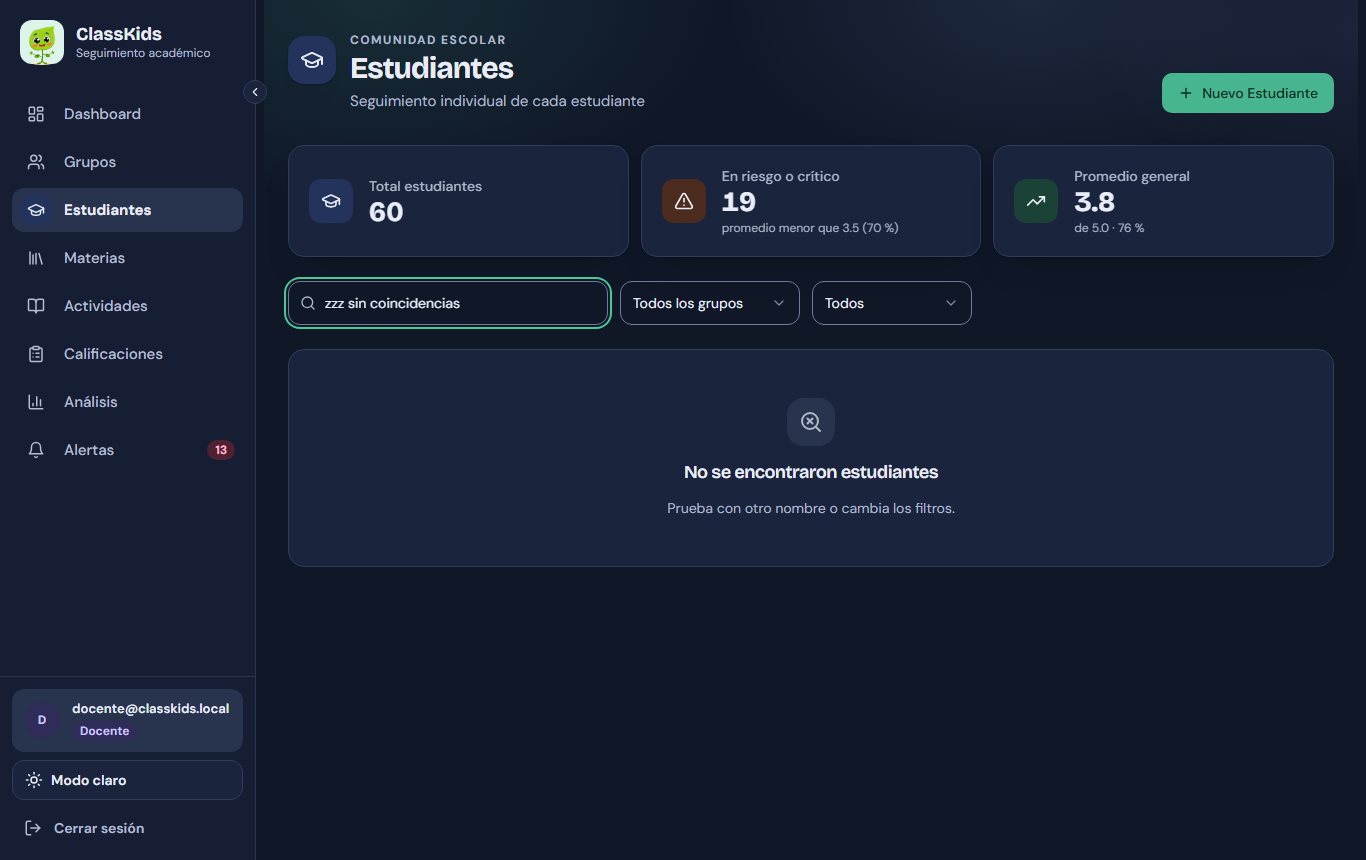 ClassKids
Seguimiento académico
Dashboard
Grupos
Estudiantes
Materias
Actividades
Calificaciones
Análisis
Alertas 13
D
docente@classkids.local
Docente
Modo claro
Cerrar sesión
COMUNIDAD ESCOLAR
Estudiantes
Seguimiento individual de cada estudiante
Nuevo Estudiante
Total estudiantes
60
En riesgo o crítico
19
promedio menor que 3.5 (70 %)
Promedio general
3.8
de 5.0 · 76 %
zzz sin coincidencias
Todos los grupos
Todos
No se encontraron estudiantes
Prueba con otro nombre o cambia los filtros.